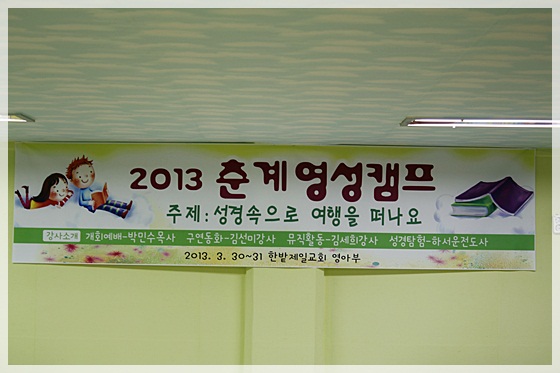 2013 춘계영성캠프
주제:성경속으로 여행을 떠나요
강사소개 개회예배-박민수목사 구연동화-김선미강사 뮤직활동-김세희강사 성경탐험-하서운전도사
2013. 3. 30~31 한밭제일교회 영아부